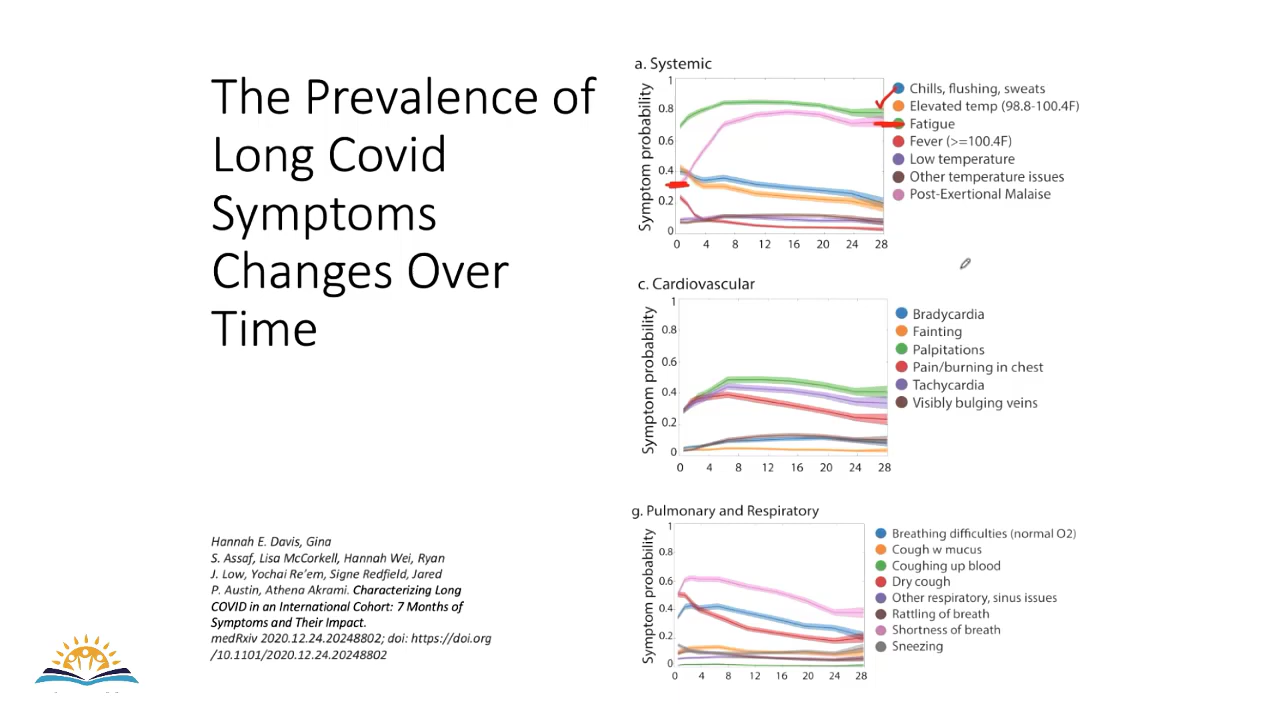 The Prevalence of
Long Covid
Symptoms
Changes Over
Time
Hannah E. Davis, Gina
S. Assaf, Lisa McCorkell, Hannah Wei, Ryan
J. Low, Yochai Re'em, Signe Redfield, Jared
P. Austin, Athena Akrami. Characterizing Long
COVID in an International Cohort: 7 Months of
Symptoms and Their Impact.
medRxiv 2020.12.24.20248802; doi: https://doi.org
/10.1101/2020.12.24.20248802
a. Systemic
Symptom probability
1
0.8
0.6
0.4
0.2
0
0 4 8 12 16 20 24 28
Chills, flushing, sweats
Elevated temp (98.8-100.4F)
Fatigue
Fever (>=100.4F)
Low temperature
Other temperature issues
Post-Exertional Malaise
c. Cardiovascular
Symptom probability
1
0.8
0.6
0.4
0.2
0
0 4 8 12 16 20 24 28
Bradycardia
Fainting
Palpitations
Pain/burning in chest
Tachycardia
Visibly bulging veins
g. Pulmonary and Respiratory
Symptom probability
1
0.8
0.6
0.4
0.2
0
0 4 8 12 16 20 24 28
Breathing difficulties (normal O2)
Cough w mucus
Coughing up blood
Dry cough
Other respiratory, sinus issues
Rattling of breath
Shortness of breath
Sneezing